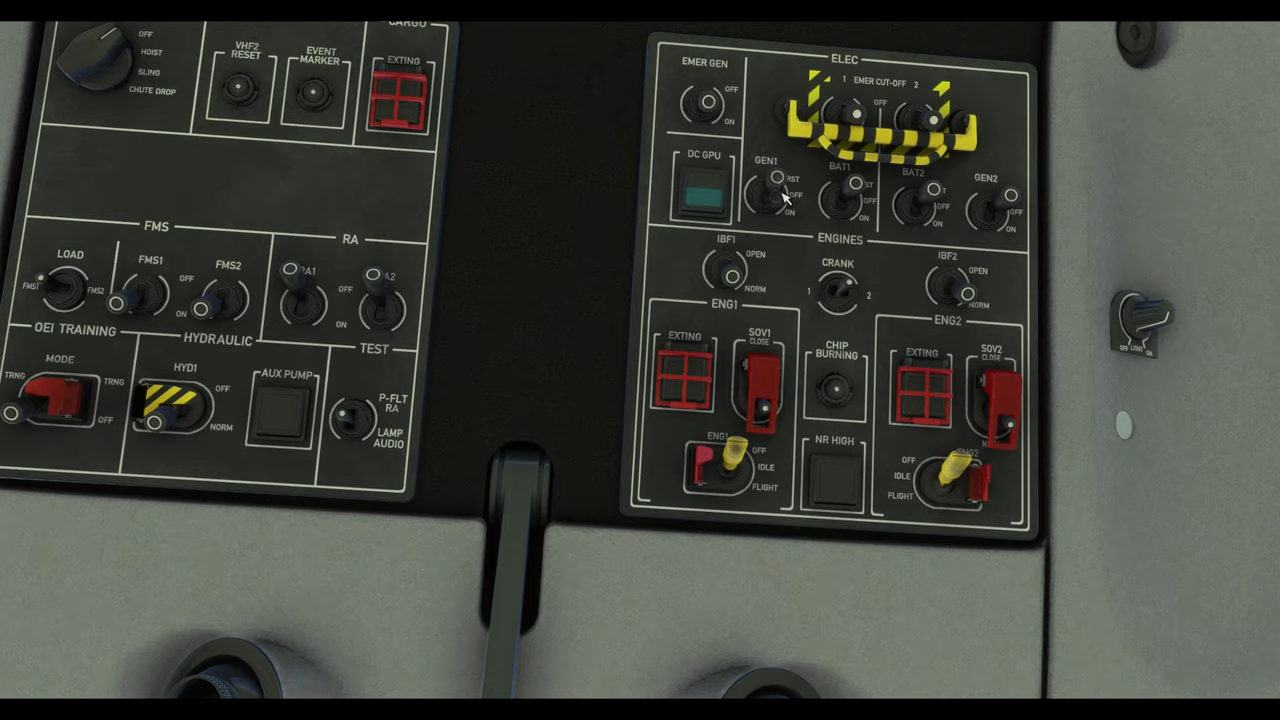 CARGO
OFF
HOIST
SLING
CHUTE DROP
VHF2
RESET
EVENT
MARKER
EXTING
FMS
RA
LOAD
FMS1
FMS2
FMS1
FMS2
OFF
ON
OFF
ON
OEI TRAINING
HYDRAULIC
TEST
MODE
TRNG
TRNG
OFF
HYD1
OFF
NORM
AUX PUMP
P-FLT
RA
LAMP
AUDIO
ELEC
EMER GEN
OFF
ON
1 EMER CUT-OFF 2
OFF
DC GPU
GEN1
RST
OFF
ON
BAT1
OFF
ON
BAT2
OFF
ON
GEN2
OFF
ON
ENGINES
IBF1
OPEN
NORM
CRANK
1 2
IBF2
OPEN
NORM
ENG1
ENG2
EXTING
SOV1
CLOSE
CHIP
BURNING
EXTING
SOV2
CLOSE
ENG1
OFF
IDLE
FLIGHT
NR HIGH
OFF
IDLE
FLIGHT
OFF LIGHT ON